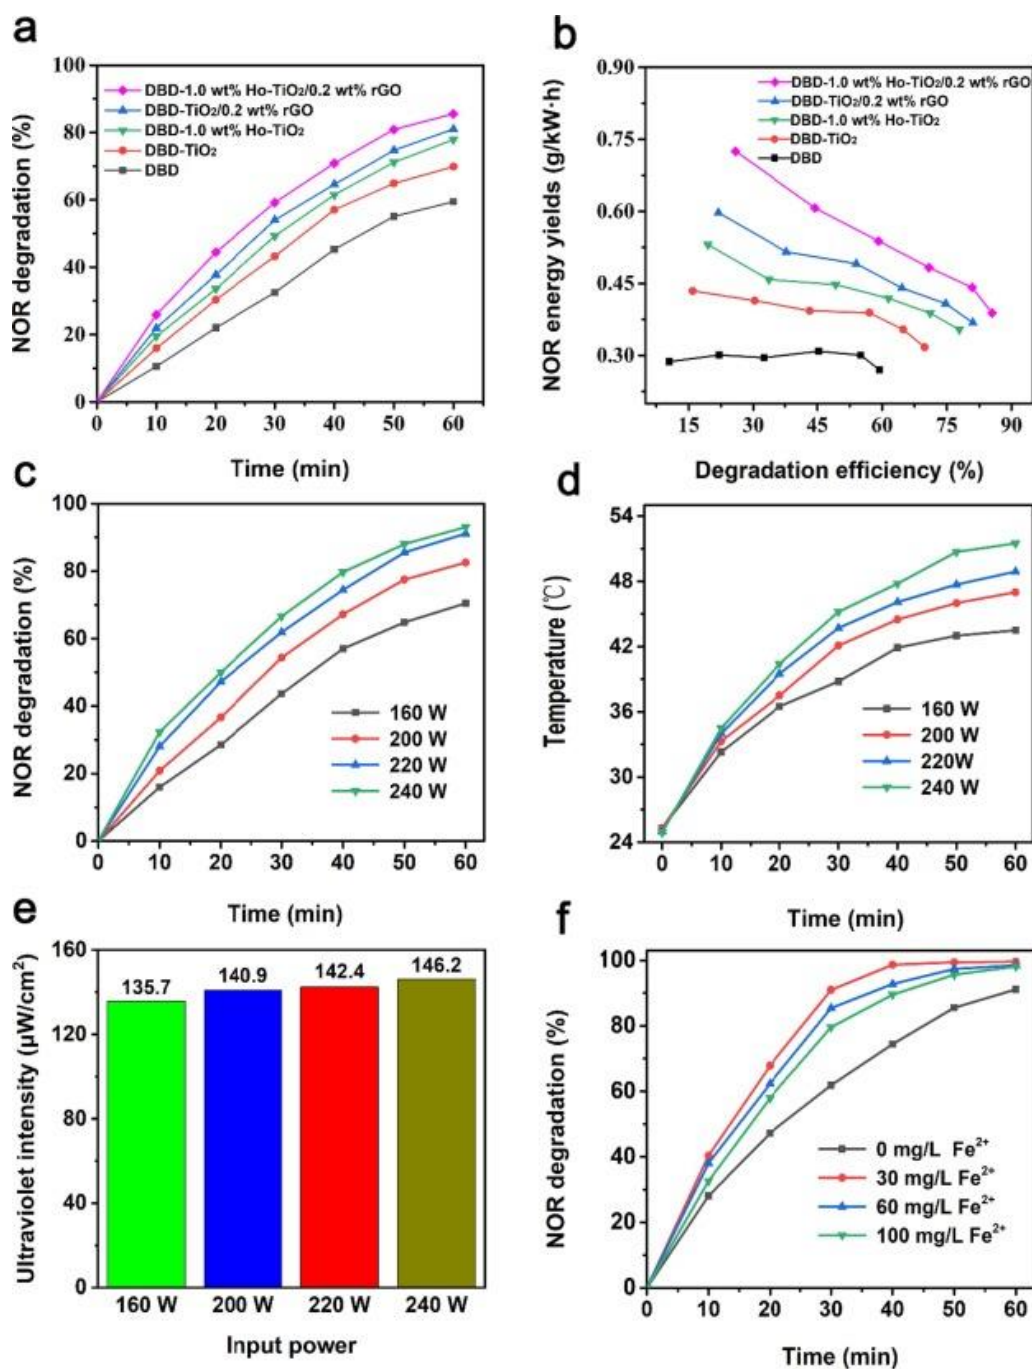 a
NOR degradation (%)
100
80
60
40
20
0
DBD-1.0 wt% Ho-TiO₂/0.2 wt% rGO
DBD-TiO₂/0.2 wt% rGO
DBD-1.0 wt% Ho-TiO₂
DBD-TiO₂
DBD
0 10 20 30 40 50 60
Time (min)
b
NOR energy yields (g/kW·h)
0.90
0.75
0.60
0.45
0.30
DBD-1.0 wt% Ho-TiO₂/0.2 wt% rGO
DBD-TiO₂/0.2 wt% rGO
DBD-1.0 wt% Ho-TiO₂
DBD-TiO₂
DBD
15 30 45 60 75 90
Degradation efficiency (%)
c
NOR degradation (%)
100
80
60
40
20
0
160 W
200 W
220 W
240 W
0 10 20 30 40 50 60
Time (min)
d
Temperature (℃)
54
48
42
36
30
24
160 W
200 W
220W
240 W
0 10 20 30 40 50 60
Time (min)
e
Ultraviolet intensity (μW/cm²)
160
120
80
40
0
135.7
140.9
142.4
146.2
160 W 200 W 220 W 240 W
Input power
f
NOR degradation (%)
100
80
60
40
20
0
0 mg/L Fe²⁺
30 mg/L Fe²⁺
60 mg/L Fe²⁺
100 mg/L Fe²⁺
0 10 20 30 40 50 60
Time (min)